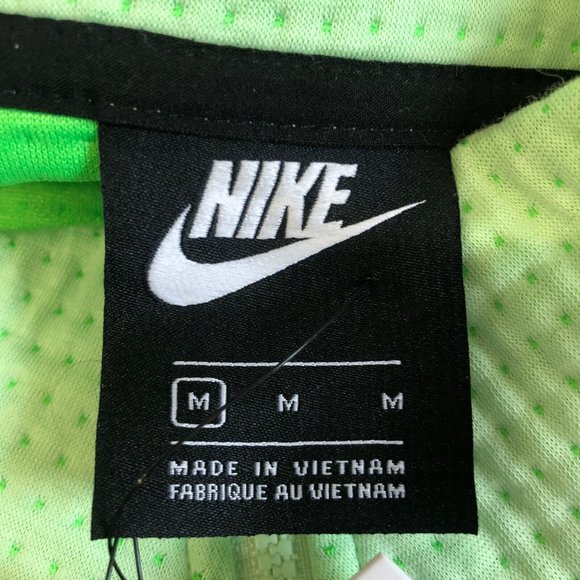 NIKE
M M M
MADE IN VIETNAM
FABRIQUE AU VIETNAM